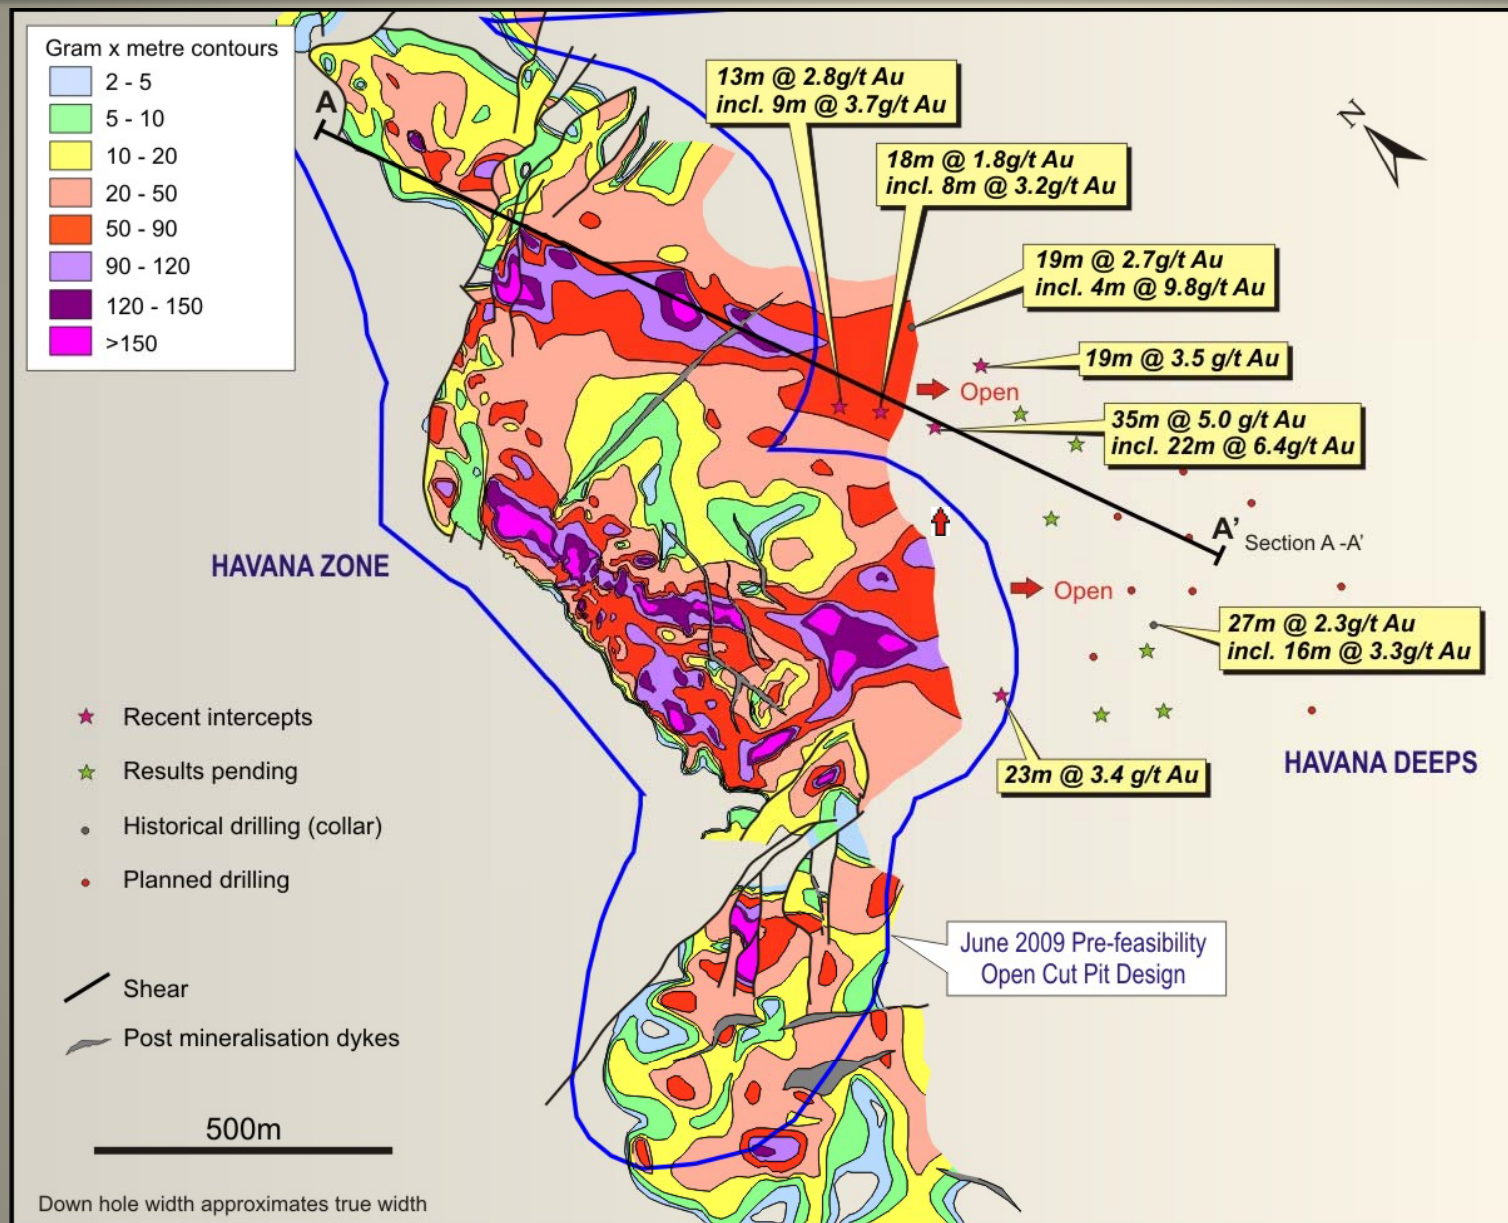 Gram x metre contours
2 - 5
5 - 10
10 - 20
20 - 50
50 - 90
90 - 120
120 - 150
>150
A
N
13m @ 2.8g/t Au
incl. 9m @ 3.7g/t Au
18m @ 1.8g/t Au
incl. 8m @ 3.2g/t Au
19m @ 2.7g/t Au
incl. 4m @ 9.8g/t Au
19m @ 3.5 g/t Au
Open
35m @ 5.0 g/t Au
incl. 22m @ 6.4g/t Au
A’
Section A -A’
HAVANA ZONE
Open
27m @ 2.3g/t Au
incl. 16m @ 3.3g/t Au
23m @ 3.4 g/t Au
HAVANA DEEPS
Recent intercepts
Results pending
Historical drilling (collar)
Planned drilling
June 2009 Pre-feasibility
Open Cut Pit Design
Shear
Post mineralisation dykes
500m
Down hole width approximates true width